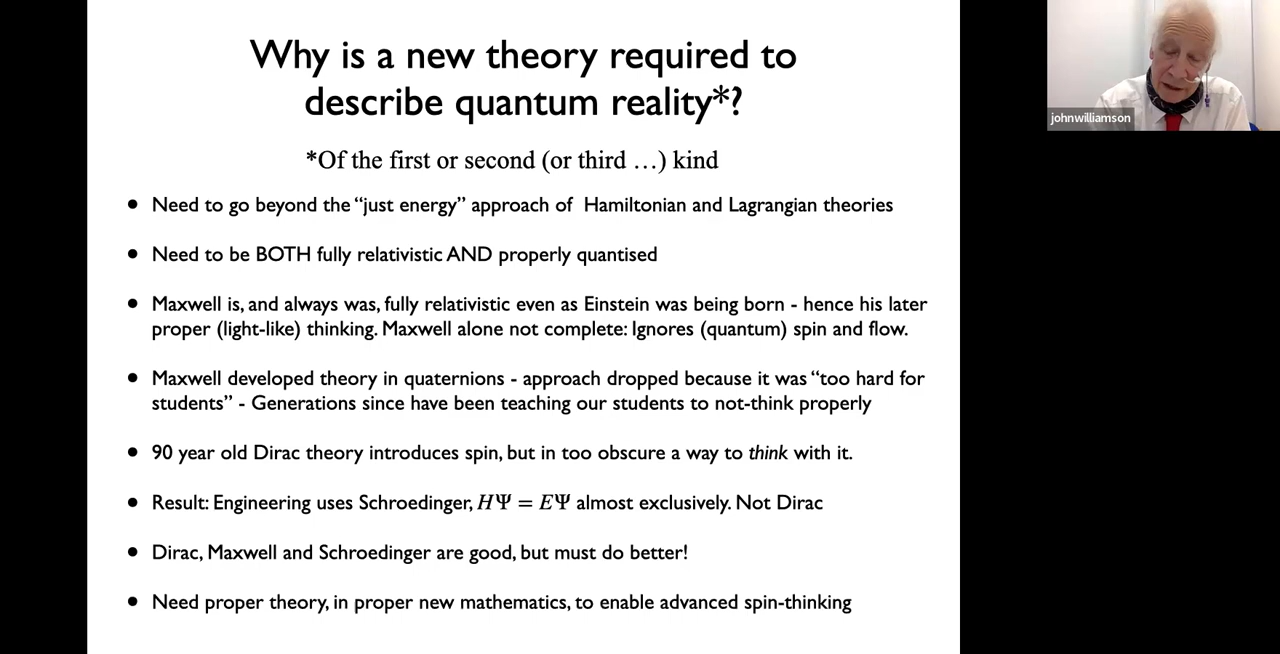 Why is a new theory required to
describe quantum reality*?
*Of the first or second (or third …) kind
• Need to go beyond the “just energy” approach of Hamiltonian and Lagrangian theories
• Need to be BOTH fully relativistic AND properly quantised
• Maxwell is, and always was, fully relativistic even as Einstein was being born - hence his later
proper (light-like) thinking. Maxwell alone not complete: Ignores (quantum) spin and flow.
• Maxwell developed theory in quaternions - approach dropped because it was “too hard for
students” - Generations since have been teaching our students to not-think properly
• 90 year old Dirac theory introduces spin, but in too obscure a way to think with it.
• Result: Engineering uses Schroedinger, HΨ = EΨ almost exclusively. Not Dirac
• Dirac, Maxwell and Schroedinger are good, but must do better!
• Need proper theory, in proper new mathematics, to enable advanced spin-thinking
johnwilliamson